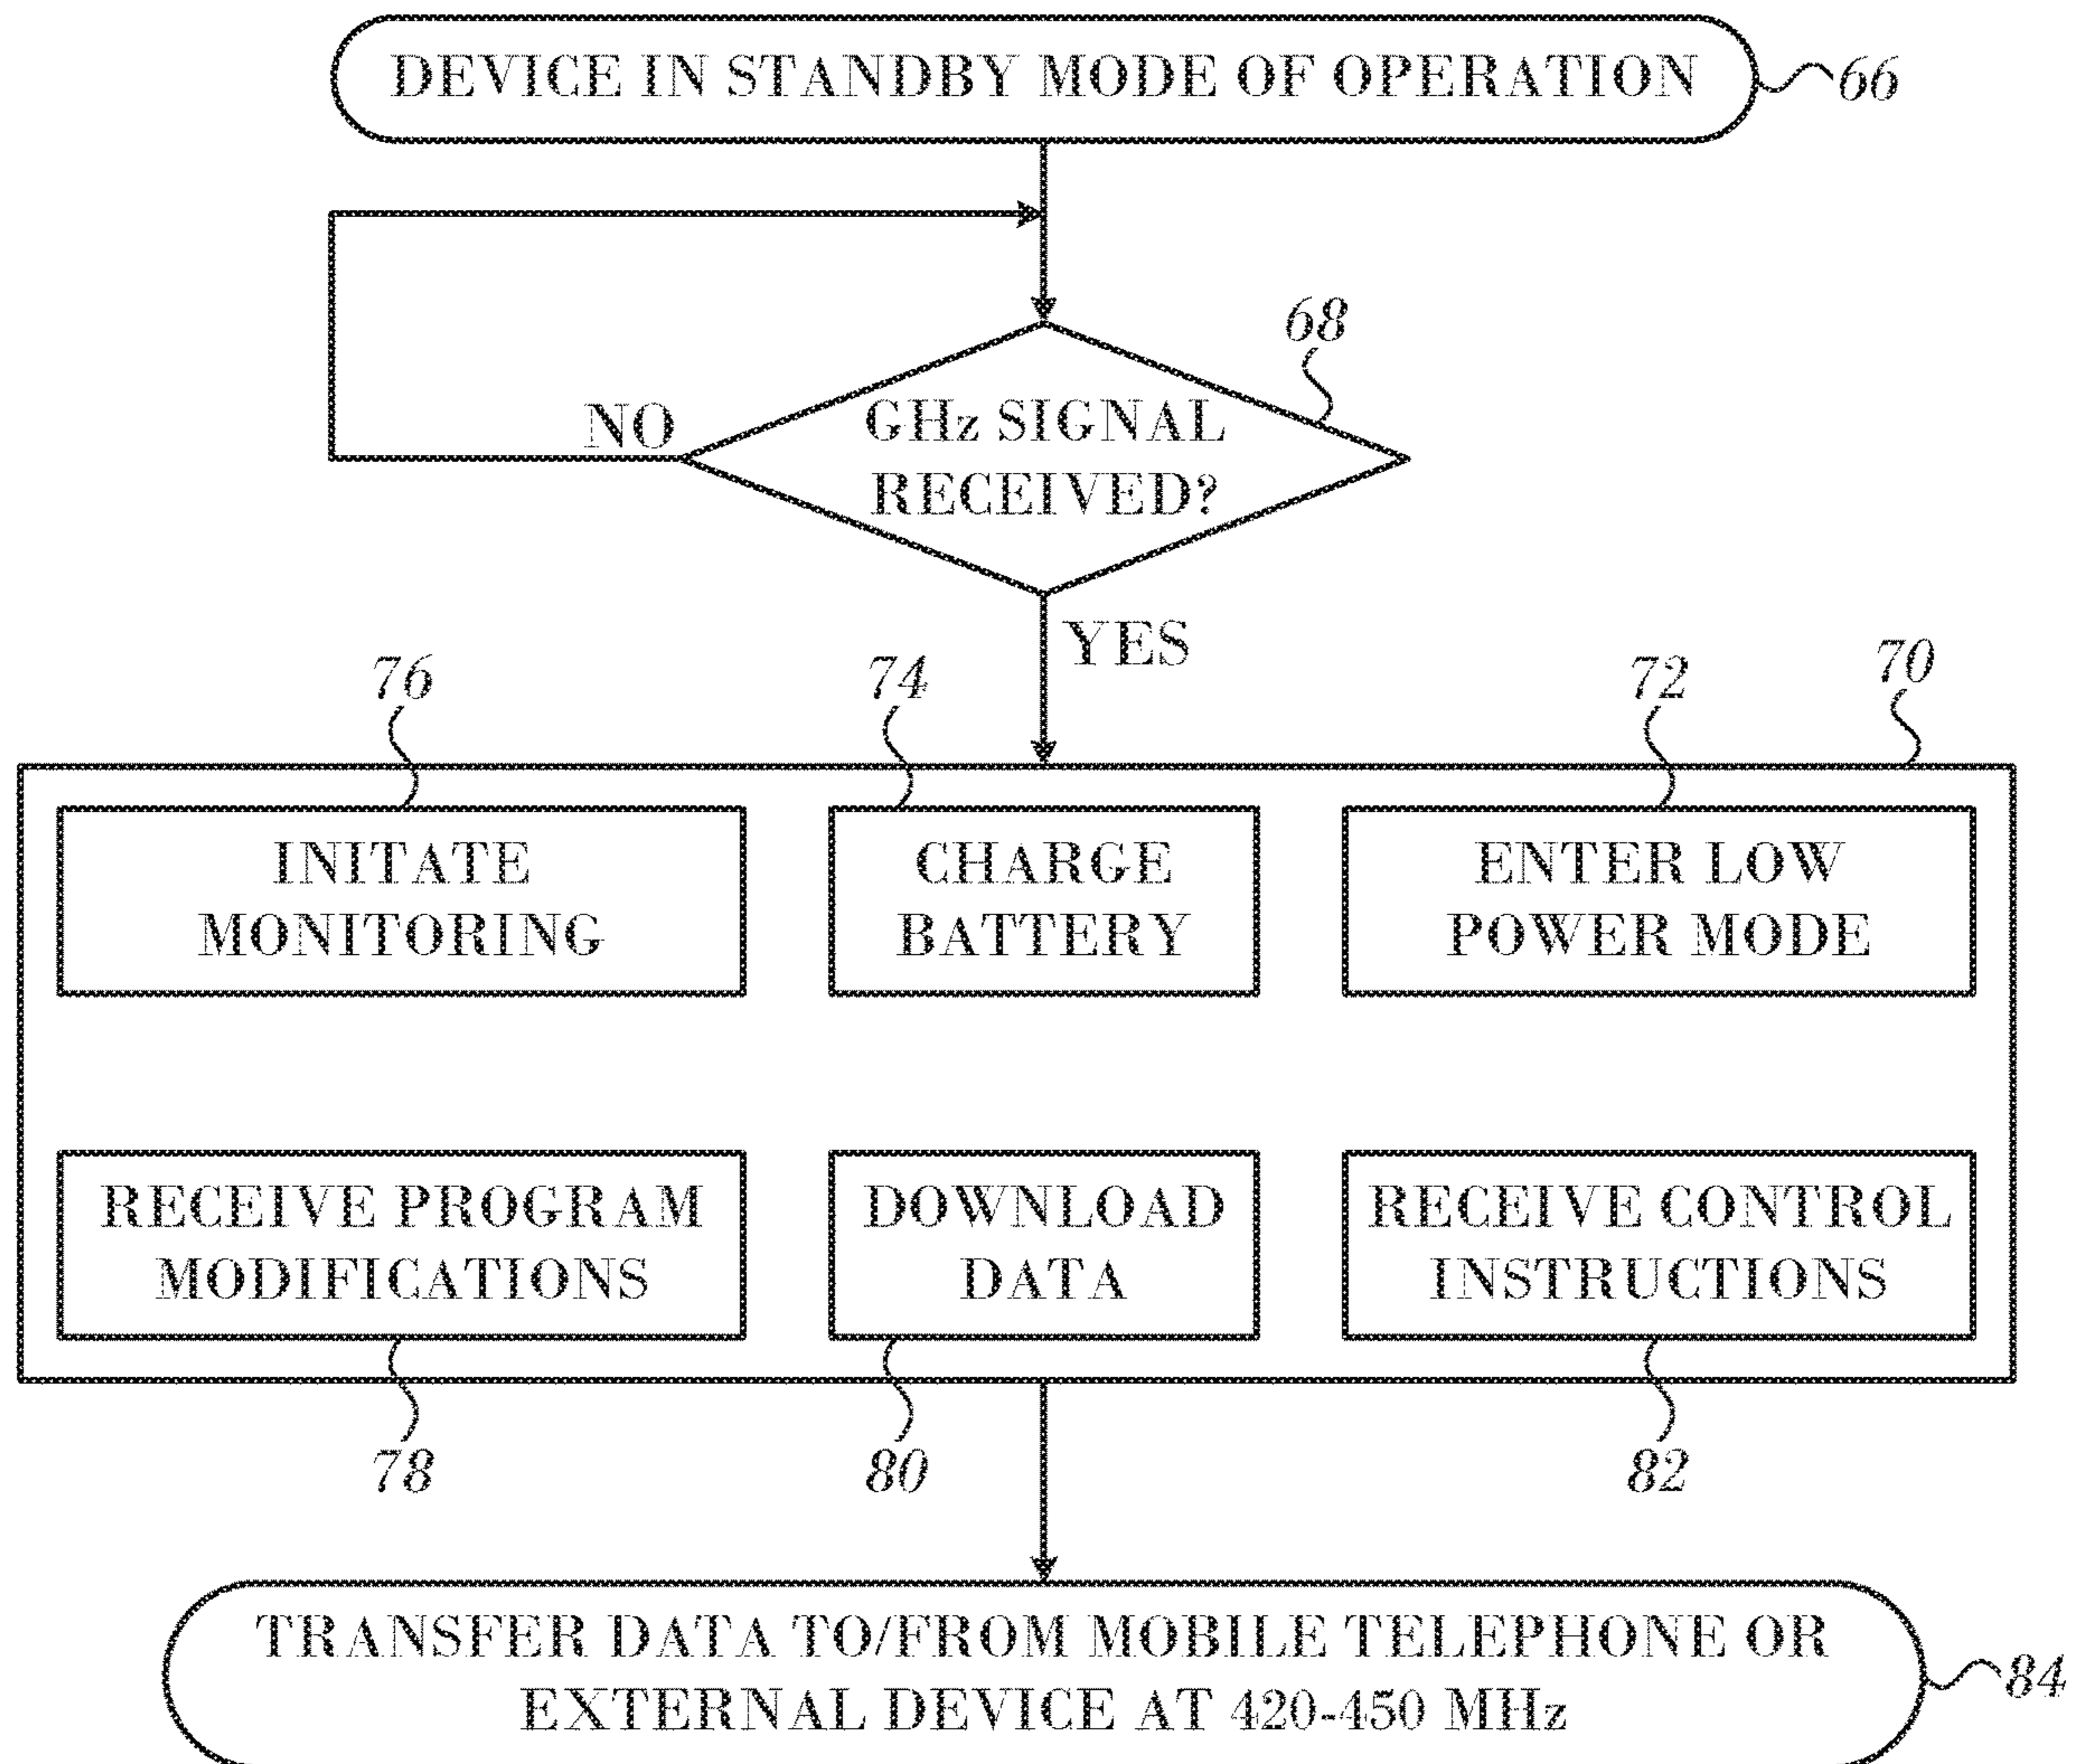 DEVICE IN STANDBY MODE OF OPERATION
66
68
GHz SIGNAL
RECEIVED?
NO
YES
76
74
72
70
INITATE
MONITORING
CHARGE
BATTERY
ENTER LOW
POWER MODE
RECEIVE PROGRAM
MODIFICATIONS
DOWNLOAD
DATA
RECEIVE CONTROL
INSTRUCTIONS
78
80
82
TRANSFER DATA TO/FROM MOBILE TELEPHONE OR
EXTERNAL DEVICE AT 420-450 MHz
84